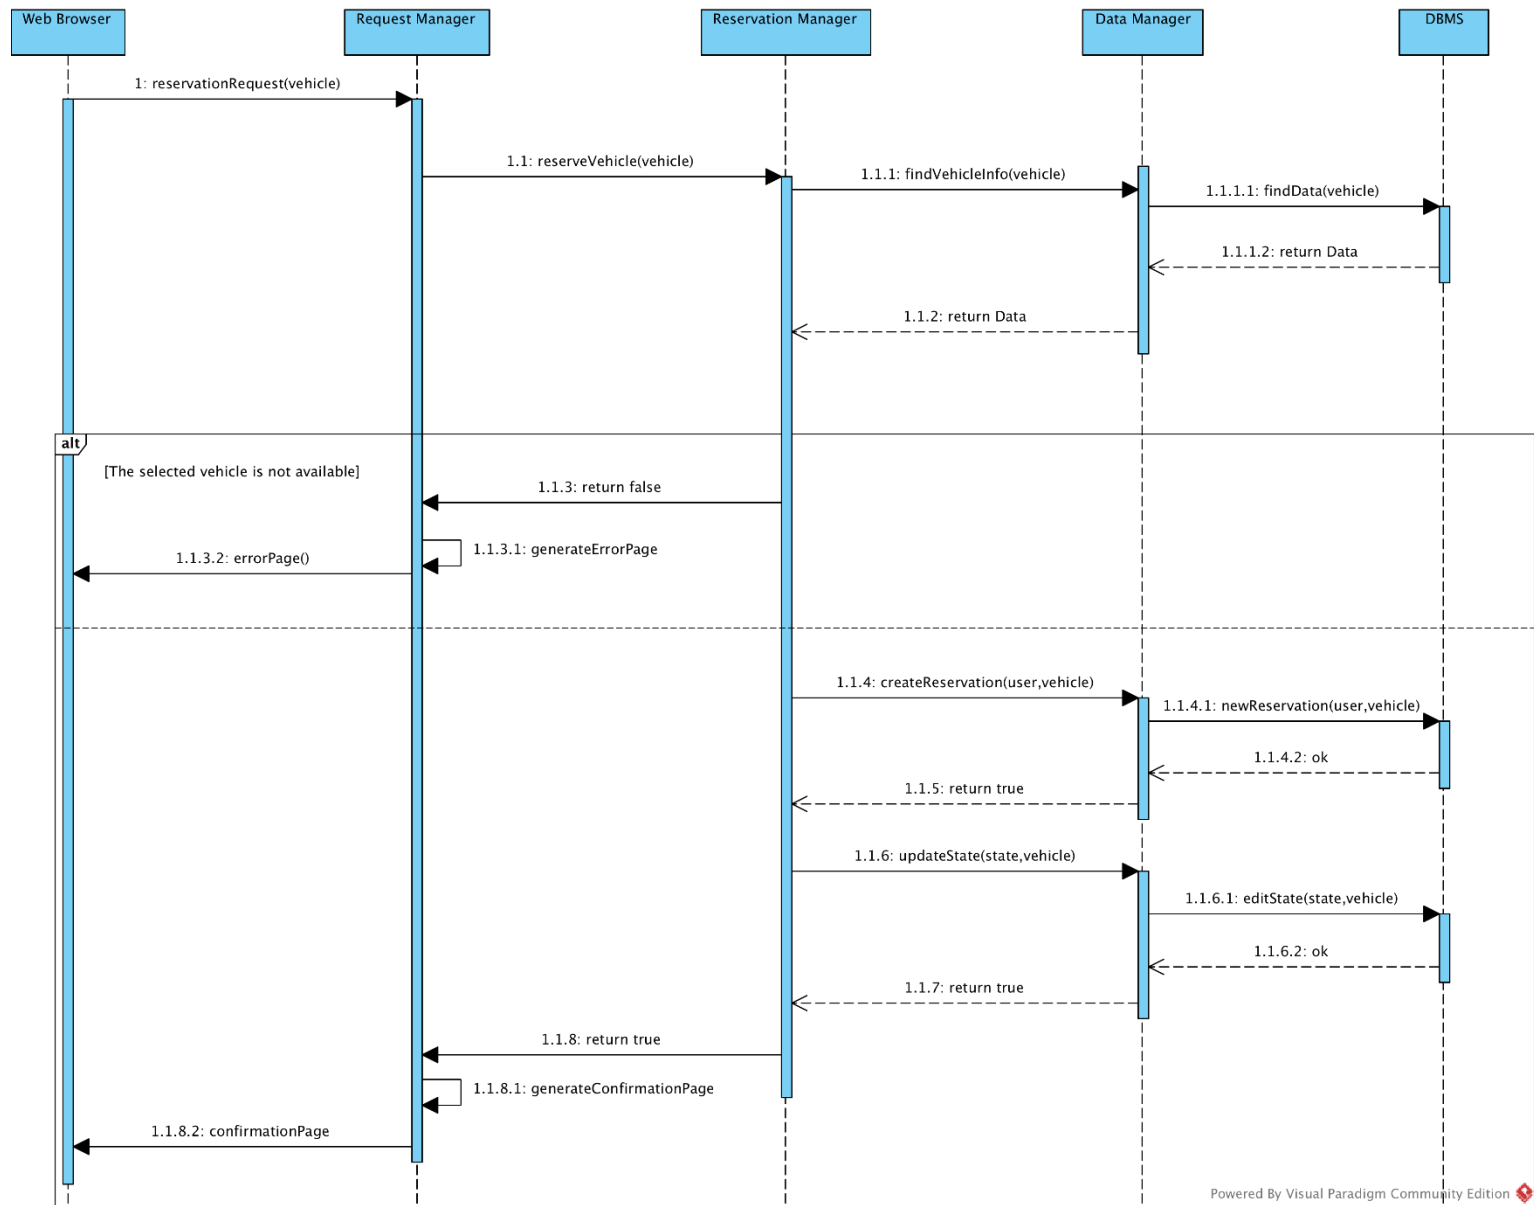 Web Browser
Request Manager
Reservation Manager
Data Manager
DBMS
1: reservationRequest(vehicle)
1.1: reserveVehicle(vehicle)
1.1.1: findVehicleInfo(vehicle)
1.1.1.1: findData(vehicle)
1.1.1.2: return Data
1.1.2: return Data
alt
[The selected vehicle is not available]
1.1.3: return false
1.1.3.1: generateErrorPage
1.1.3.2: errorPage()
1.1.4: createReservation(user,vehicle)
1.1.4.1: newReservation(user,vehicle)
1.1.4.2: ok
1.1.5: return true
1.1.6: updateState(state,vehicle)
1.1.6.1: editState(state,vehicle)
1.1.6.2: ok
1.1.7: return true
1.1.8: return true
1.1.8.1: generateConfirmationPage
1.1.8.2: confirmationPage
Powered By Visual Paradigm Community Edition